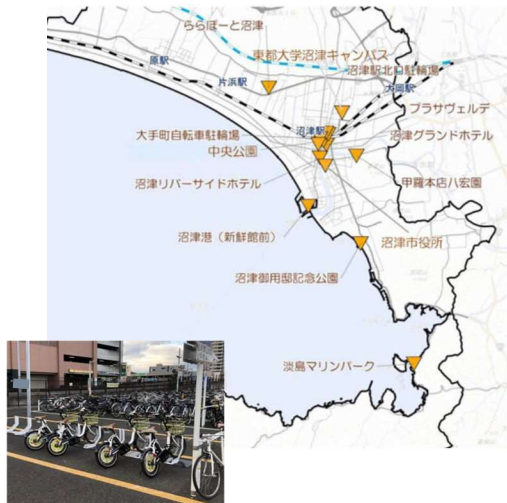 ららぽーと沼津
東都大学沼津キャンパス
原駅
沼津駅北口駐輪場
片浜駅
大岡駅
プラサヴェルデ
沼津駅
大手町自転車駐輪場
沼津グランドホテル
中央公園
沼津リバーサイドホテル
甲羅本店八宏園
沼津港（新鮮館前）
沼津市役所
沼津御用邸記念公園
淡島マリンパーク